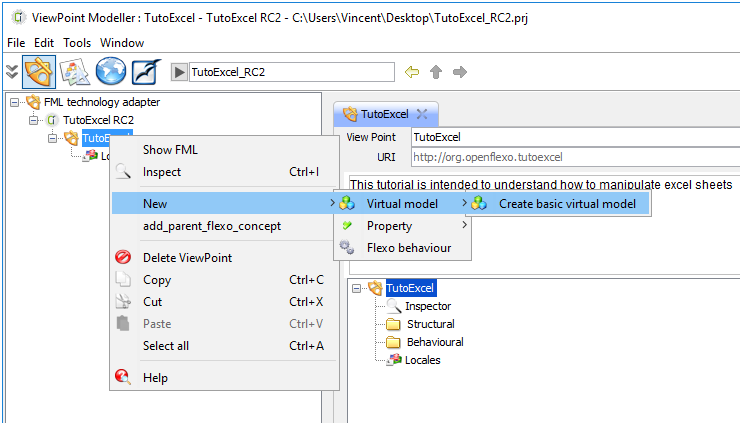 ViewPoint Modeller : TutoExcel - TutoExcel RC2 - C:\Users\Vincent\Desktop\TutoExcel_RC2.prj
File Edit Tools Window
TutoExcel_RC2
FML technology adapter
TutoExcel RC2
TutoExcel
Show FML
Inspect Ctrl+I
New
add_parent_flexo_concept
Delete ViewPoint
Copy Ctrl+C
Cut Ctrl+X
Paste Ctrl+V
Select all Ctrl+A
Help
Virtual model
Property
Flexo behaviour
Create basic virtual model
TutoExcel
View Point TutoExcel
URI http://org.openflexo.tutoexcel
This tutorial is intended to understand how to manipulate excel sheets
TutoExcel
Inspector
Structural
Behavioural
Locales